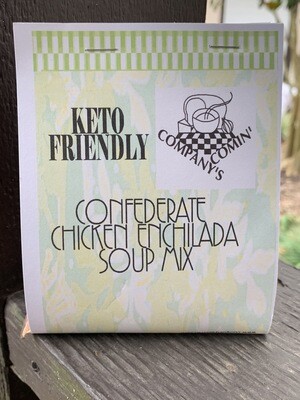 KETO
FRIENDLY
COMPANY'S
COMIN'
CONFEDERATE
CHICKEN ENCHILADA
SOUP MIX